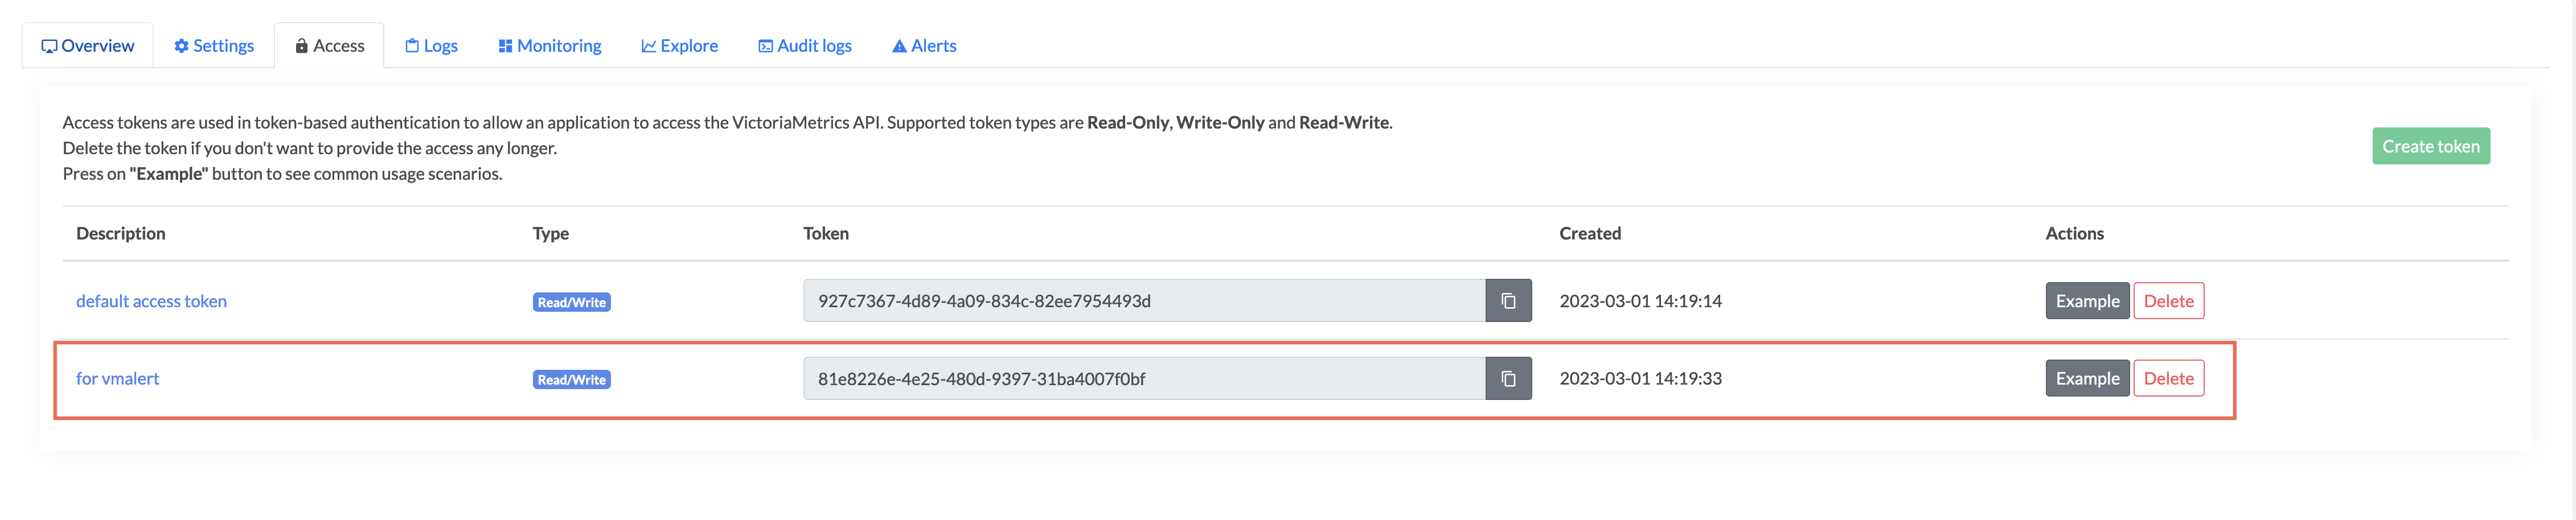 Overview Settings Access Logs Monitoring Explore Audit logs Alerts
Access tokens are used in token-based authentication to allow an application to access the VictoriaMetrics API. Supported token types are Read-Only, Write-Only and Read-Write.
Delete the token if you don't want to provide the access any longer.
Press on "Example" button to see common usage scenarios.
Create token
Description Type Token Created Actions
default access token Read/Write 927c7367-4d89-4a09-834c-82ee7954493d 2023-03-01 14:19:14 Example Delete
for vmalert Read/Write 81e8226e-4e25-480d-9397-31ba4007f0bf 2023-03-01 14:19:33 Example Delete